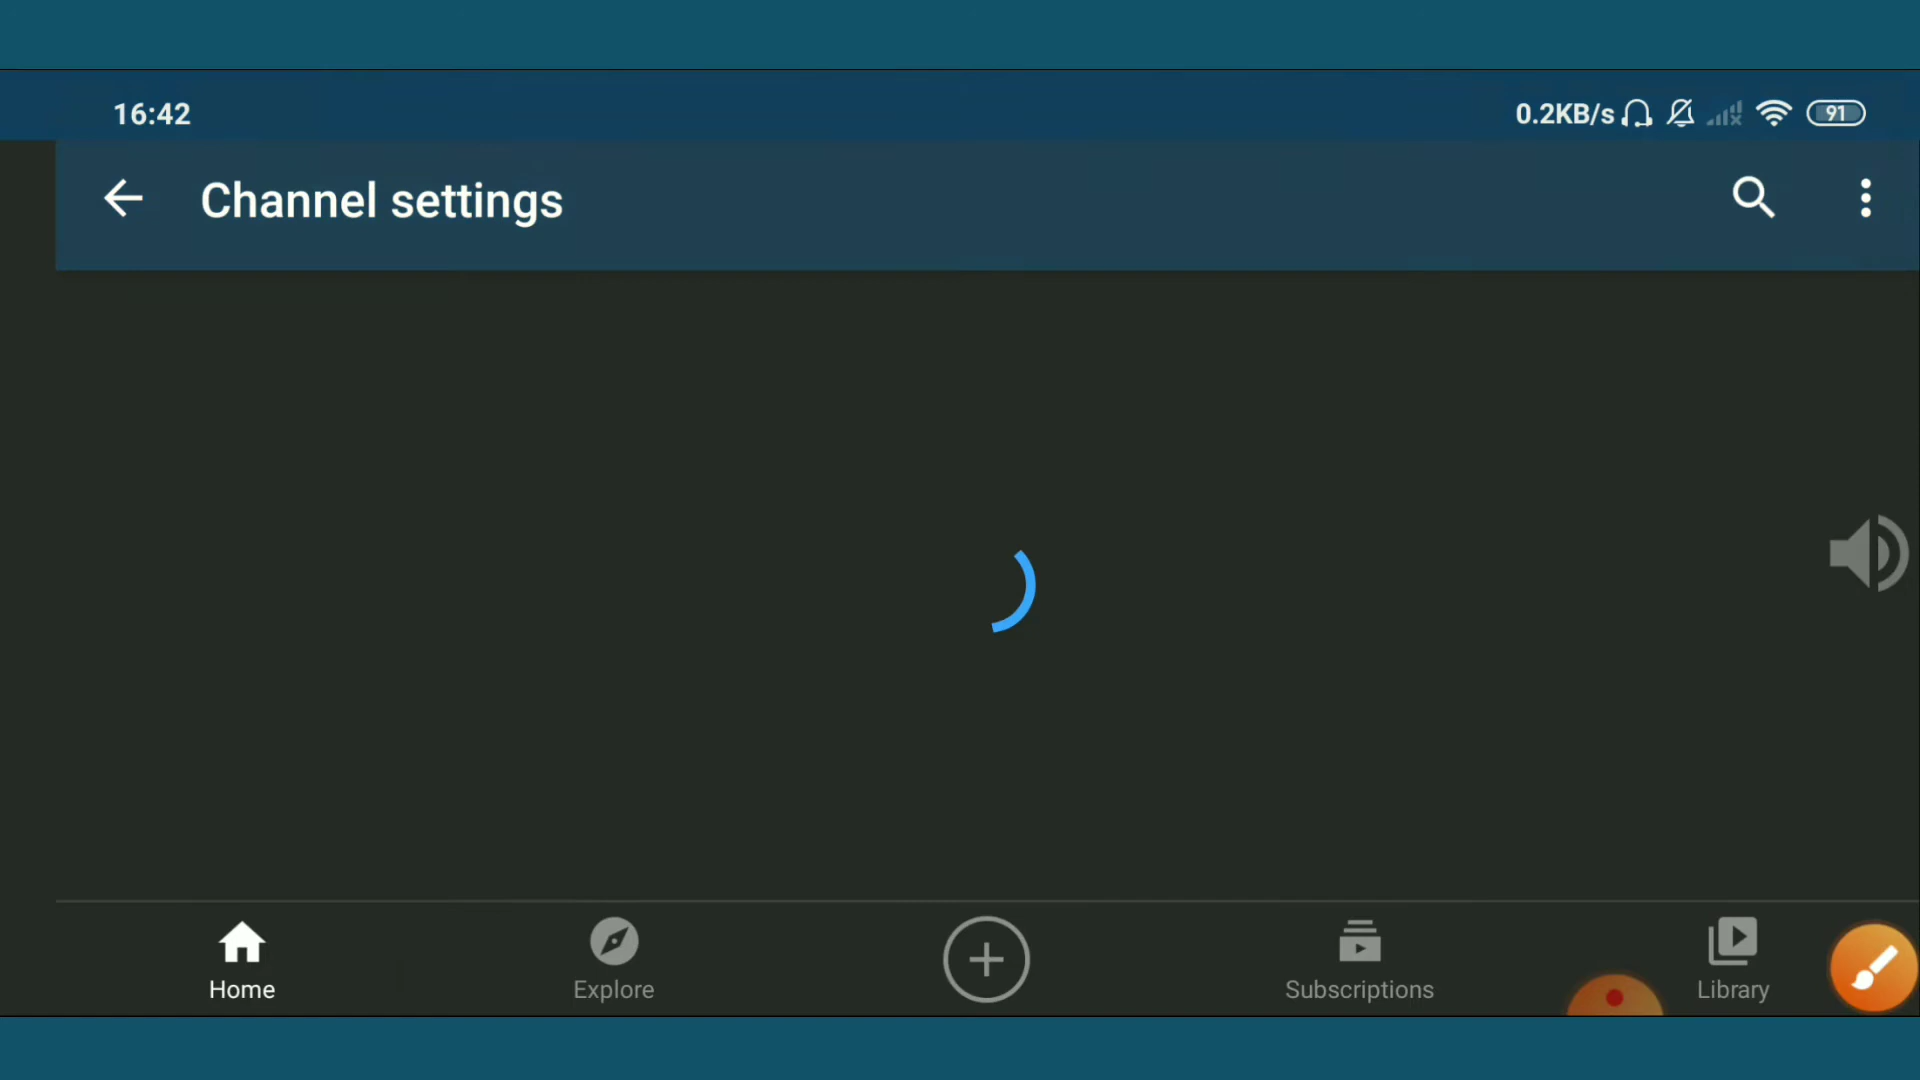 16:42
0.2KB/s
91
Channel settings
Home
Explore
Subscriptions
Library